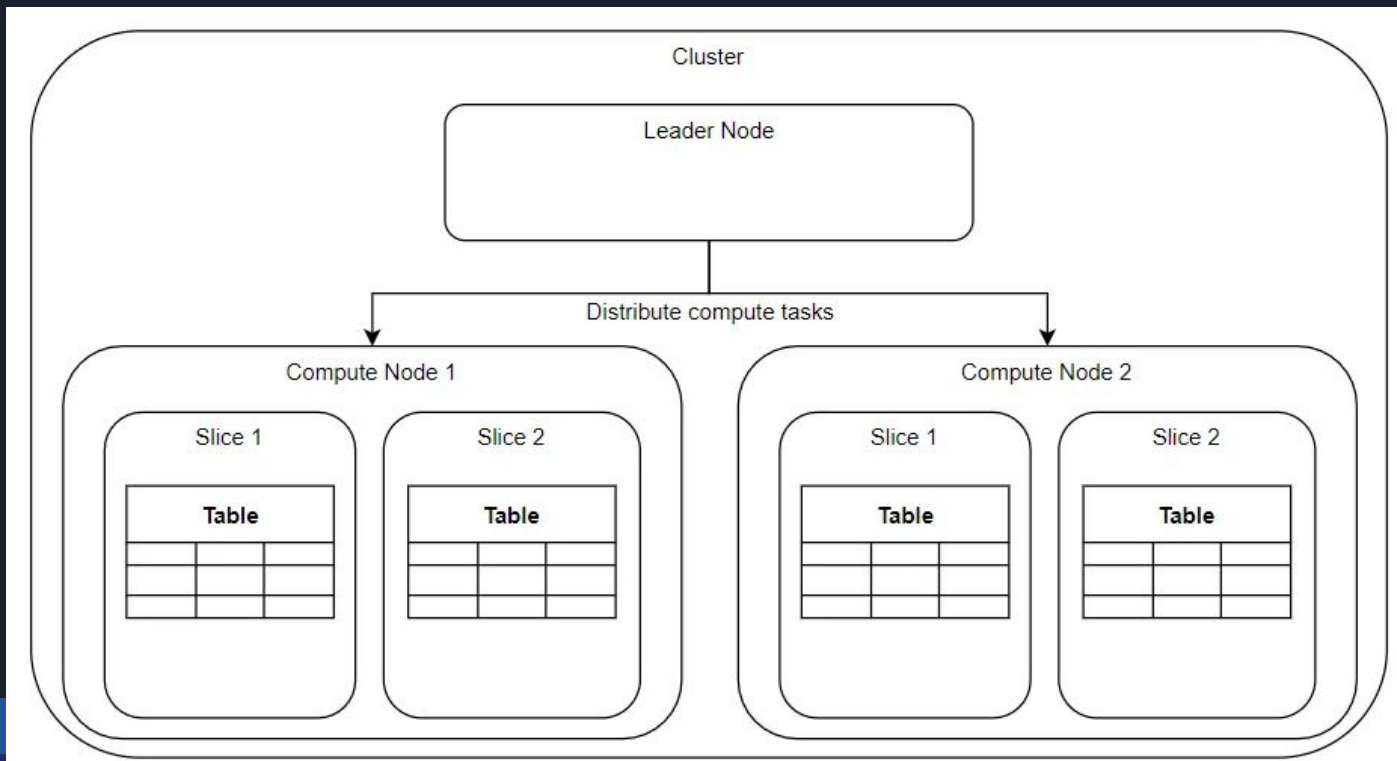 Cluster
Leader Node
Distribute compute tasks
Compute Node 1
Compute Node 2
Slice 1
Slice 2
Slice 1
Slice 2
Table
Table
Table
Table